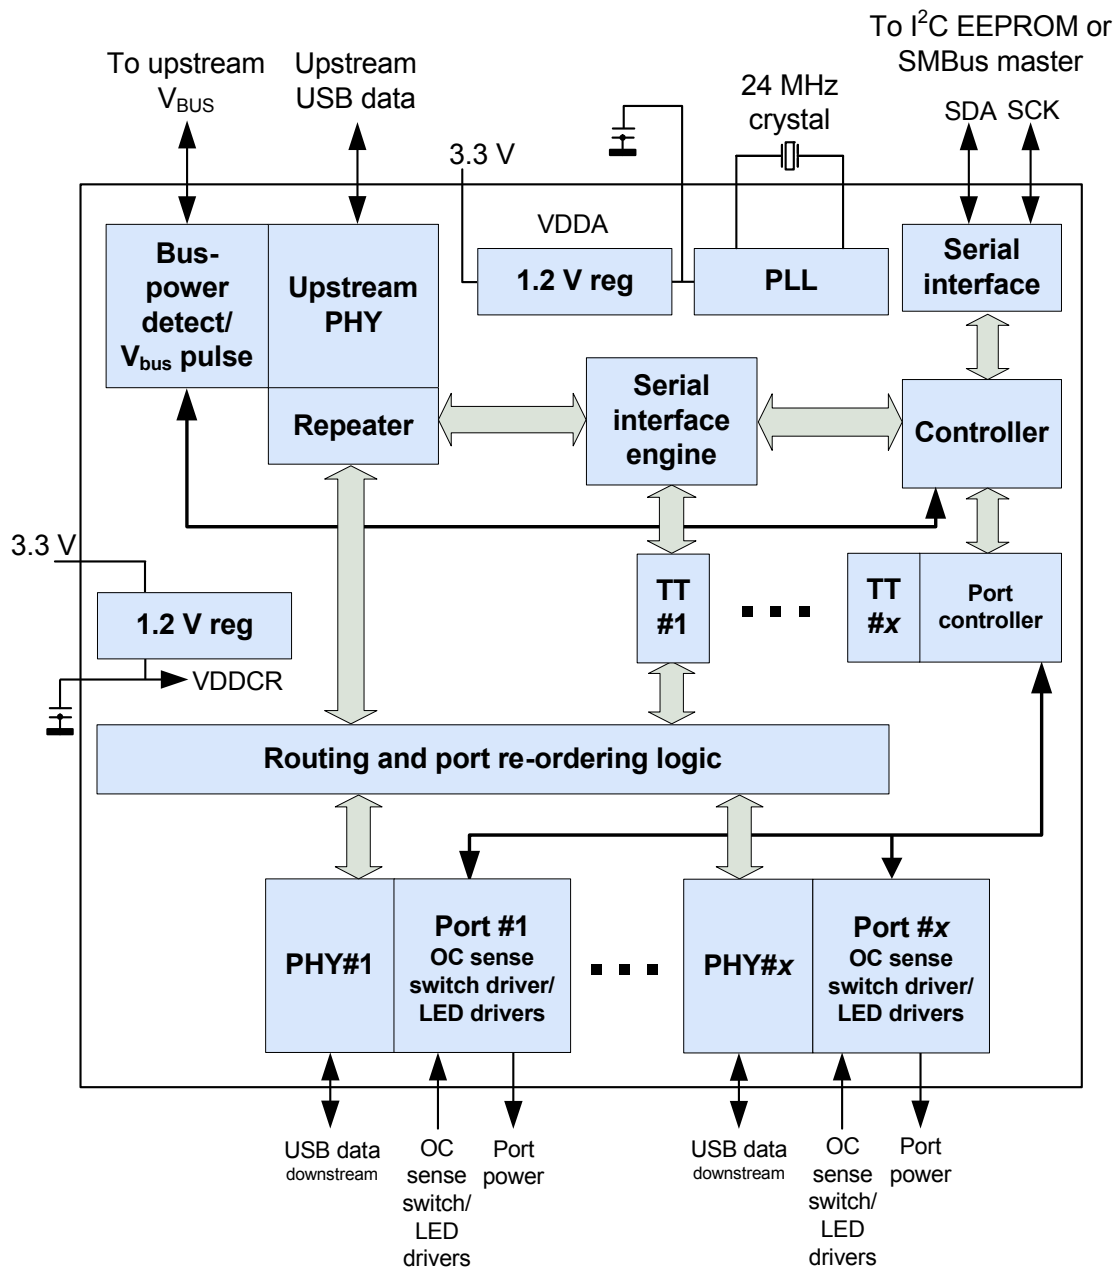 To I²C EEPROM or
SMBus master
To upstream
V_BUS
Upstream
USB data
24 MHz
crystal
SDA
SCK
3.3 V
VDDA
Bus-
power
detect/
V_bus pulse
Upstream
PHY
1.2 V reg
PLL
Serial
interface
Repeater
Serial
interface
engine
Controller
3.3 V
TT
#1
TT
#x
Port
controller
1.2 V reg
VDDCR
Routing and port re-ordering logic
PHY#1
Port #1
OC sense
switch driver/
LED drivers
PHY#x
Port #x
OC sense
switch driver/
LED drivers
USB data
downstream
OC
sense
switch/
LED
drivers
Port
power
USB data
downstream
OC
sense
switch/
LED
drivers
Port
power